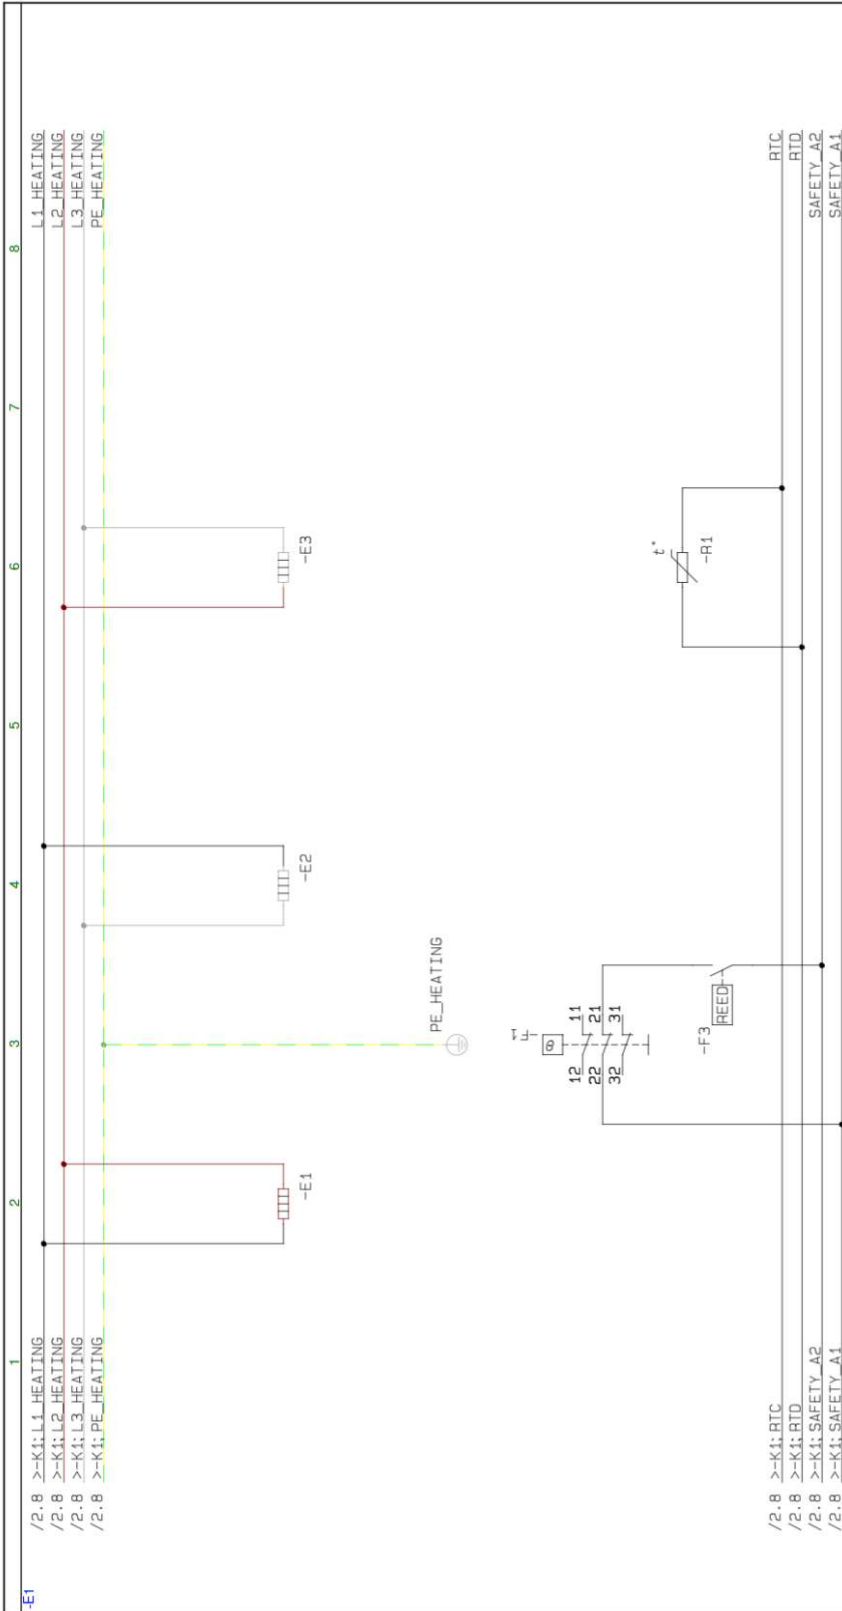 -E1
1 2 3 4 5 6 7 8
/2.8 >-K1:L1_HEATING L1_HEATING
/2.8 >-K1:L2_HEATING L2_HEATING
/2.8 >-K1:L3_HEATING L3_HEATING
/2.8 >-K1:PE_HEATING PE_HEATING
-E1
-E2
-E3
PE_HEATING
-F1
θ
12 11
22 21
32 31
-F3
REED
t°
-R1
/2.8 >-K1:RTC RTC
/2.8 >-K1:RTD RTD
/2.8 >-K1:SAFETY_A2 SAFETY_A2
/2.8 >-K1:SAFETY_A1 SAFETY_A1